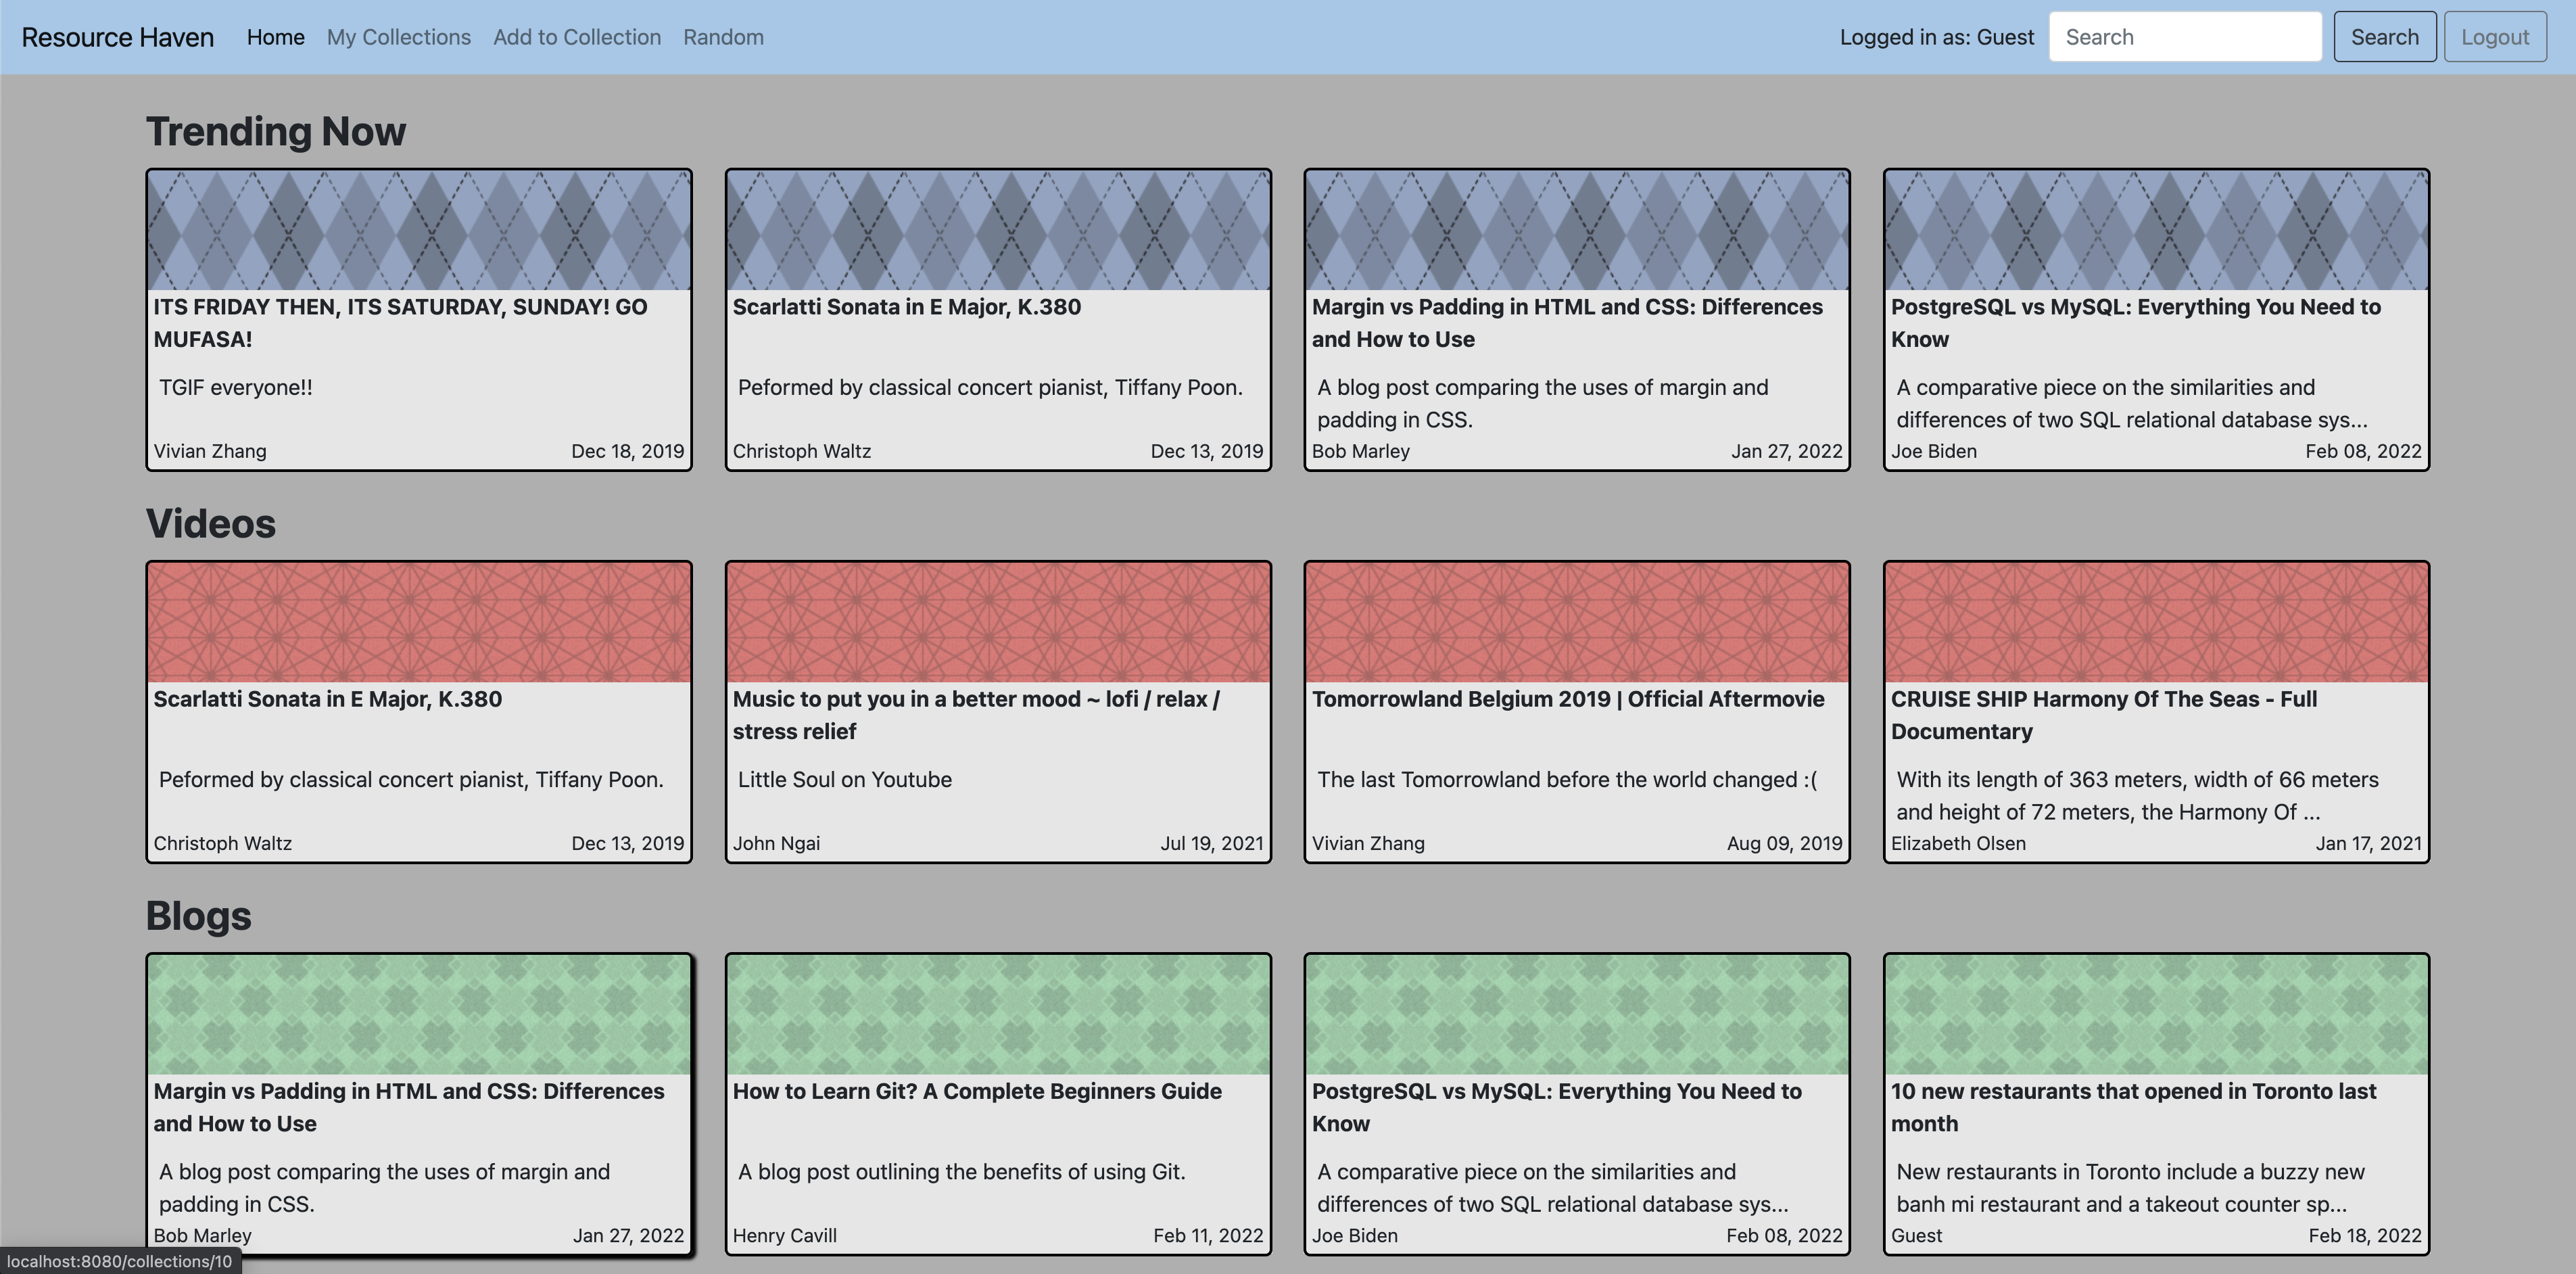 Resource Haven Home My Collections Add to Collection Random Logged in as: Guest Search Search Logout
Trending Now
ITS FRIDAY THEN, ITS SATURDAY, SUNDAY! GO
MUFASA!
TGIF everyone!!
Vivian Zhang Dec 18, 2019
Scarlatti Sonata in E Major, K.380
Peformed by classical concert pianist, Tiffany Poon.
Christoph Waltz Dec 13, 2019
Margin vs Padding in HTML and CSS: Differences
and How to Use
A blog post comparing the uses of margin and
padding in CSS.
Bob Marley Jan 27, 2022
PostgreSQL vs MySQL: Everything You Need to
Know
A comparative piece on the similarities and
differences of two SQL relational database sys...
Joe Biden Feb 08, 2022
Videos
Scarlatti Sonata in E Major, K.380
Peformed by classical concert pianist, Tiffany Poon.
Christoph Waltz Dec 13, 2019
Music to put you in a better mood ~ lofi / relax /
stress relief
Little Soul on Youtube
John Ngai Jul 19, 2021
Tomorrowland Belgium 2019 | Official Aftermovie
The last Tomorrowland before the world changed :(
Vivian Zhang Aug 09, 2019
CRUISE SHIP Harmony Of The Seas - Full
Documentary
With its length of 363 meters, width of 66 meters
and height of 72 meters, the Harmony Of ...
Elizabeth Olsen Jan 17, 2021
Blogs
Margin vs Padding in HTML and CSS: Differences
and How to Use
A blog post comparing the uses of margin and
padding in CSS.
Bob Marley Jan 27, 2022
How to Learn Git? A Complete Beginners Guide
A blog post outlining the benefits of using Git.
Henry Cavill Feb 11, 2022
PostgreSQL vs MySQL: Everything You Need to
Know
A comparative piece on the similarities and
differences of two SQL relational database sys...
Joe Biden Feb 08, 2022
10 new restaurants that opened in Toronto last
month
New restaurants in Toronto include a buzzy new
banh mi restaurant and a takeout counter sp...
Guest Feb 18, 2022
localhost:8080/collections/10